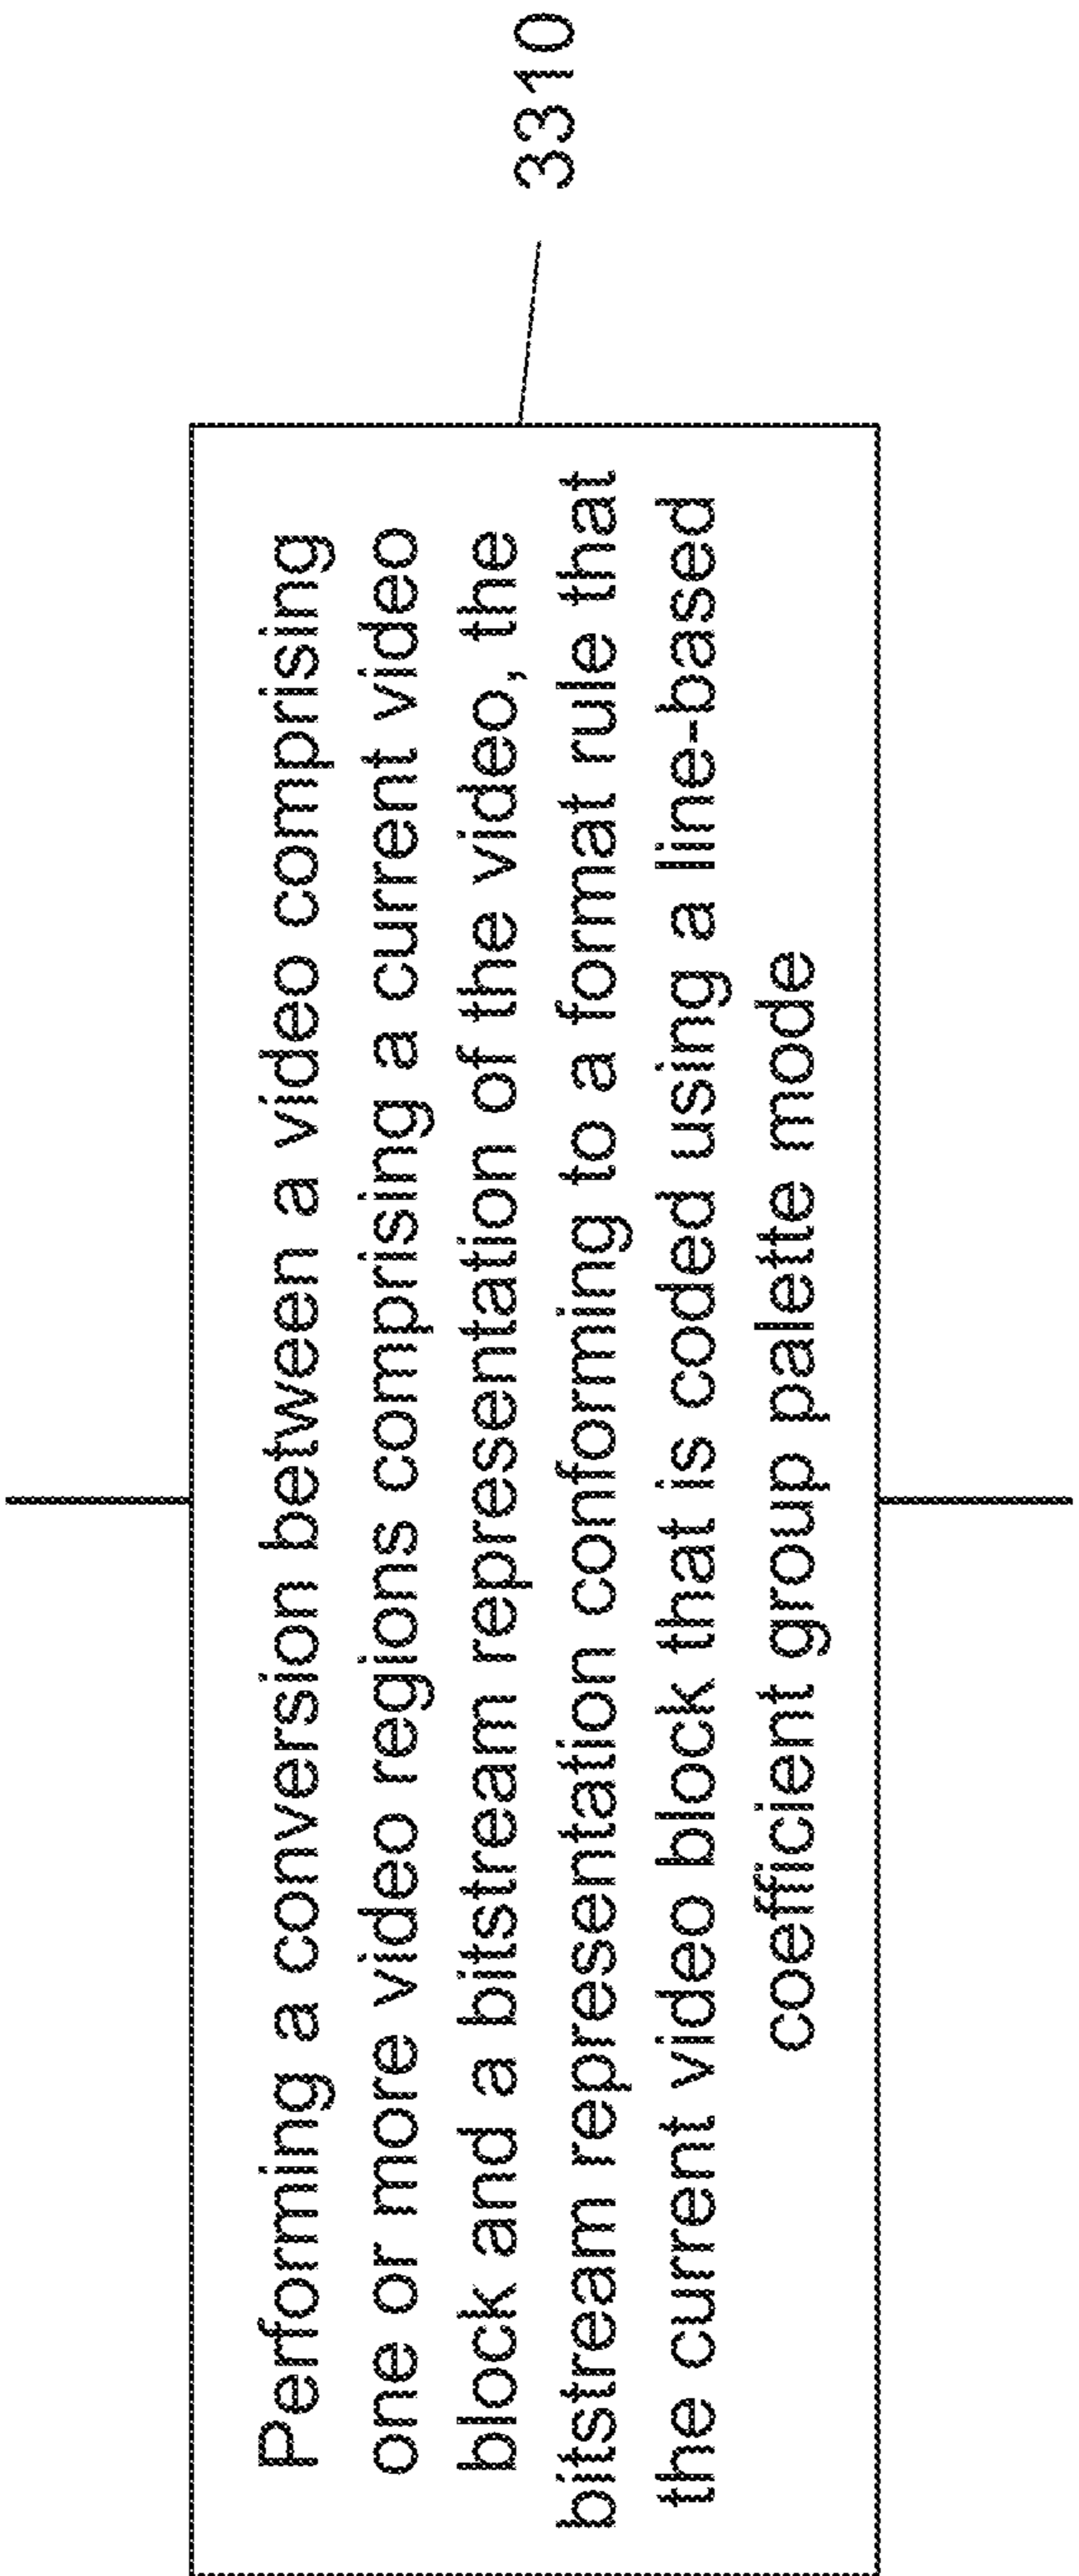 Performing a conversion between a video comprising
one or more video regions comprising a current video
block and a bitstream representation of the video, the
bitstream representation conforming to a format rule that
the current video block that is coded using a line-based
coefficient group palette mode
3310